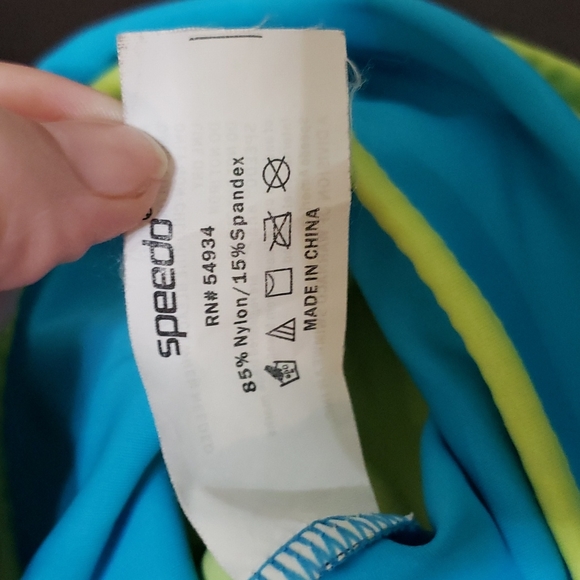 speedo
RN# 54934
85% Nylon/15%Spandex
MADE IN CHINA